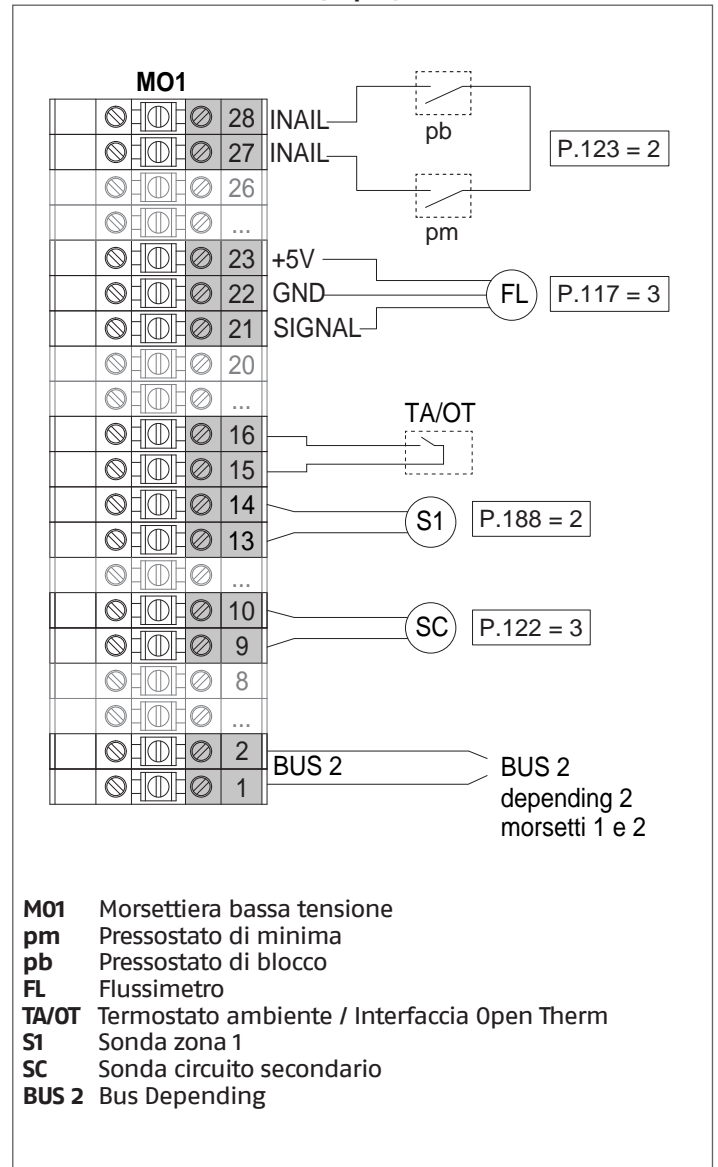 MO1
28 INAIL
pb
27 INAIL
P.123 = 2
26
pm
...
23 +5V
22 GND FL P.117 = 3
21 SIGNAL
20
...
TA/OT
16
15
14
S1 P.188 = 2
13
...
10
SC P.122 = 3
9
8
...
2
BUS 2 BUS 2
1
depending 2
morsetti 1 e 2
M01 Morsettiera bassa tensione
pm Pressostato di minima
pb Pressostato di blocco
FL Flussimetro
TA/OT Termostato ambiente / Interfaccia Open Therm
S1 Sonda zona 1
SC Sonda circuito secondario
BUS 2 Bus Depending